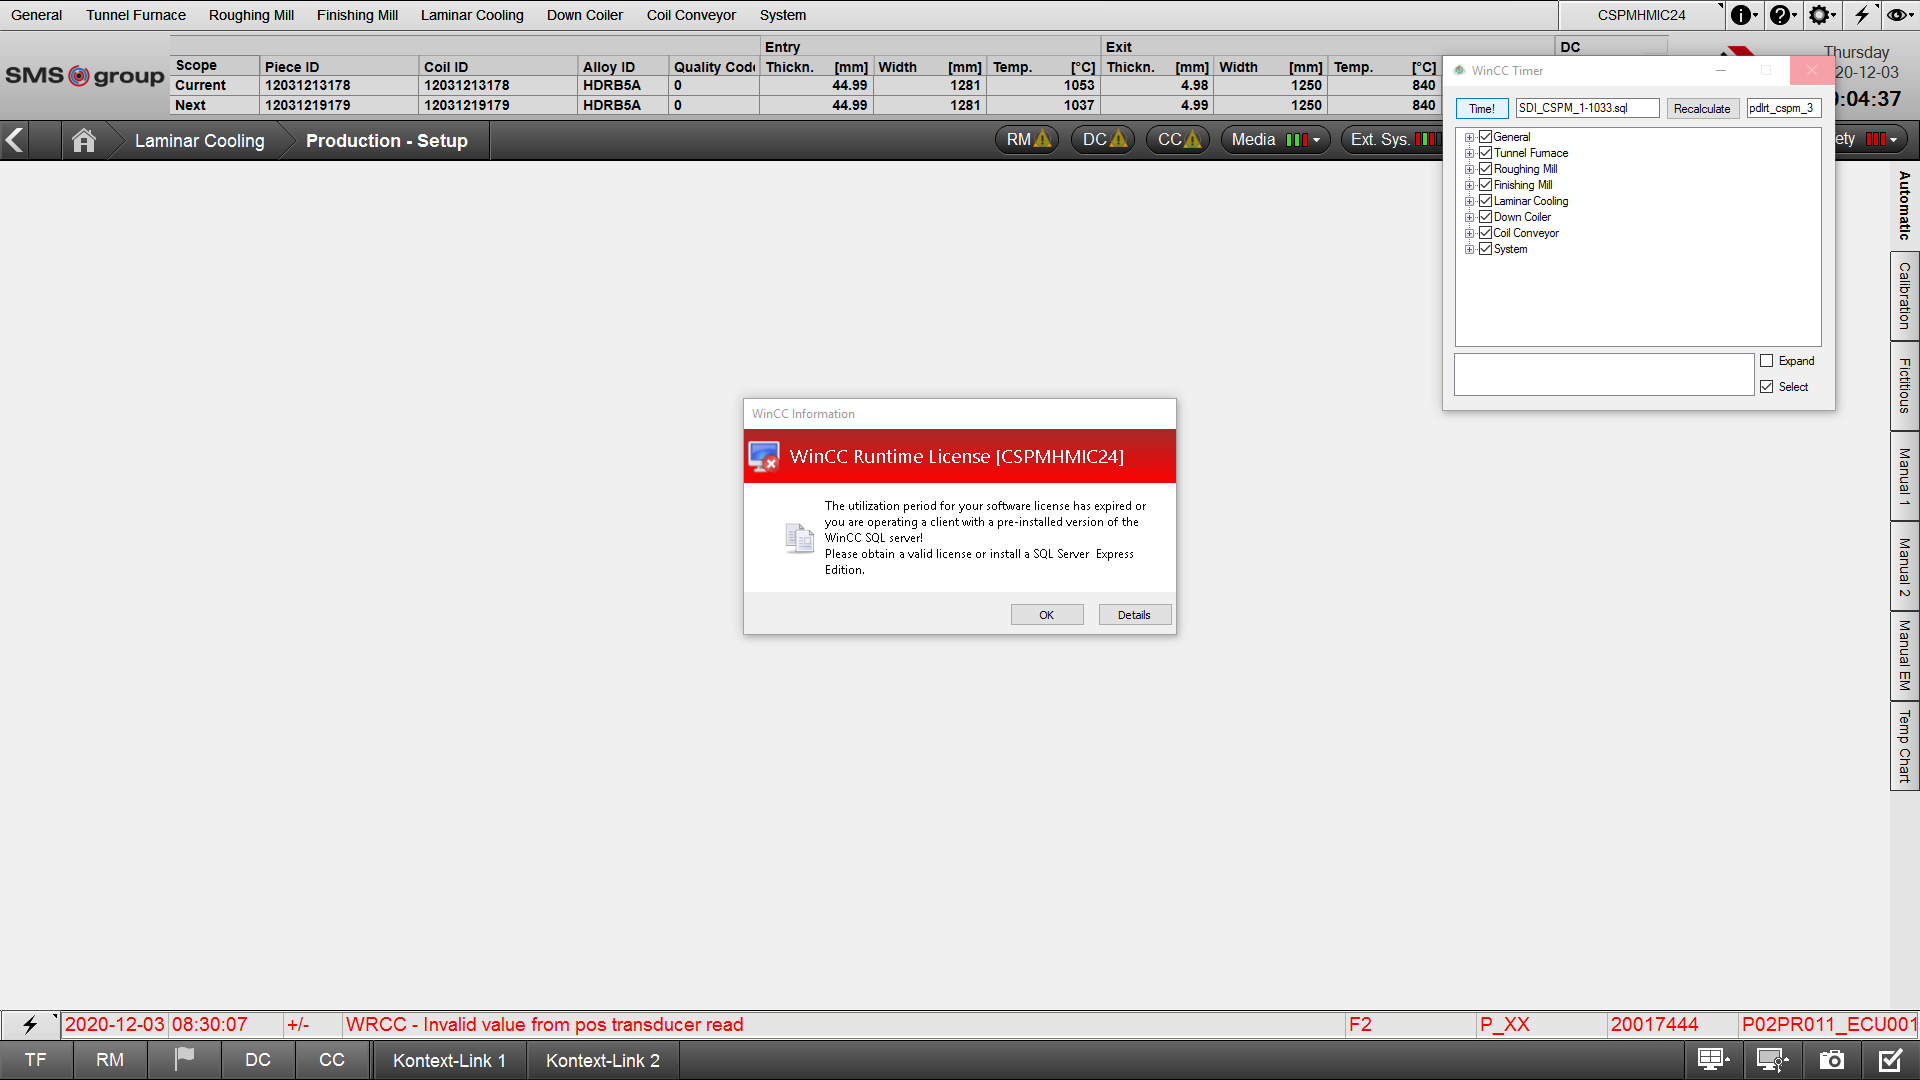 General Tunnel Furnace Roughing Mill Finishing Mill Laminar Cooling Down Coiler Coil Conveyor System CSPMHMIC24
Entry Exit DC
Scope Piece ID Coil ID Alloy ID Quality Code Thickn. [mm] Width [mm] Temp. [°C] Thickn. [mm] Width [mm] Temp. [°C]
Current 12031213178 12031213178 HDRB5A 0 44.99 1281 1053 4.98 1250 840
Next 12031219179 12031219179 HDRB5A 0 44.99 1281 1037 4.99 1250 840
SMS group
Thursday
20-12-03
:04:37
Laminar Cooling Production - Setup RM DC CC Media Ext. Sys. ety
WinCC Timer
Time! SDI_CSPM_1-1033.sql Recalculate pdlrt_cspm_3
General
Tunnel Furnace
Roughing Mill
Finishing Mill
Laminar Cooling
Down Coiler
Coil Conveyor
System
Expand
Select
Automatic
Calibration
Fictitious
Manual 1
Manual 2
Manual EM
Temp Chart
WinCC Information
WinCC Runtime License [CSPMHMIC24]
The utilization period for your software license has expired or
you are operating a client with a pre-installed version of the
WinCC SQL server!
Please obtain a valid license or install a SQL Server Express
Edition.
OK Details
2020-12-03 08:30:07 +/- WRCC - Invalid value from pos transducer read F2 P_XX 20017444 P02PR011_ECU001
TF RM DC CC Kontext-Link 1 Kontext-Link 2